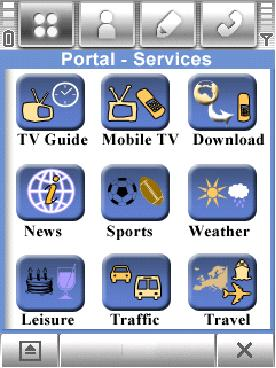 Portal - Services
TV Guide Mobile TV Download
News Sports Weather
Leisure Traffic Travel